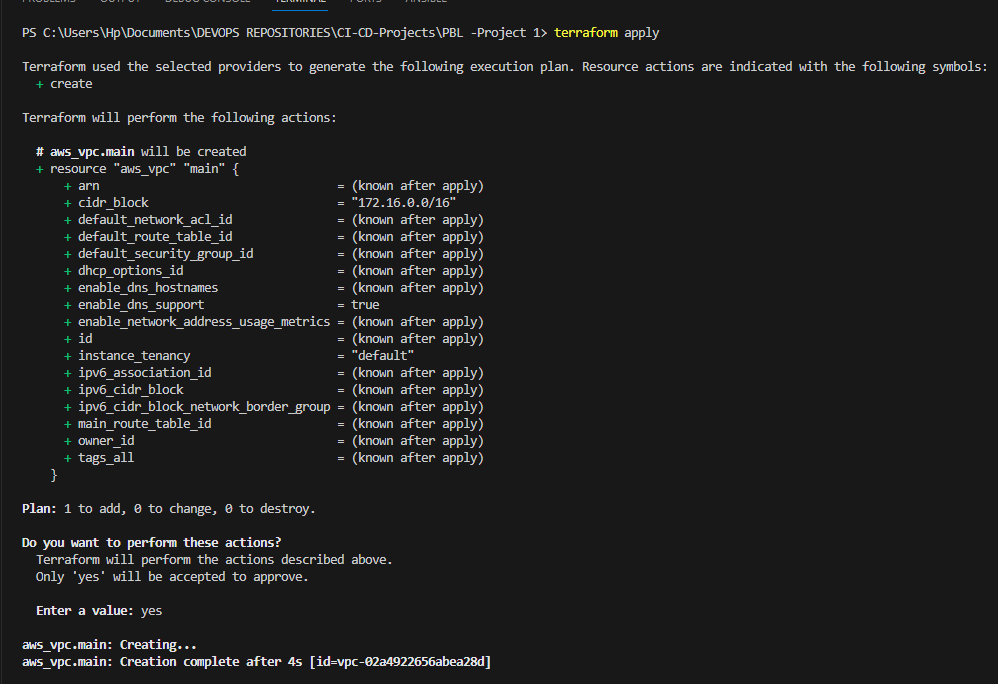 PROBLEMS OUTPUT DEBUG CONSOLE TERMINAL PORTS ANSIBLE
PS C:\Users\Hp\Documents\DEVOPS REPOSITORIES\CI-CD-Projects\PBL -Project 1> terraform apply
Terraform used the selected providers to generate the following execution plan. Resource actions are indicated with the following symbols:
+ create
Terraform will perform the following actions:
# aws_vpc.main will be created
+ resource "aws_vpc" "main" {
+ arn = (known after apply)
+ cidr_block = "172.16.0.0/16"
+ default_network_acl_id = (known after apply)
+ default_route_table_id = (known after apply)
+ default_security_group_id = (known after apply)
+ dhcp_options_id = (known after apply)
+ enable_dns_hostnames = (known after apply)
+ enable_dns_support = true
+ enable_network_address_usage_metrics = (known after apply)
+ id = (known after apply)
+ instance_tenancy = "default"
+ ipv6_association_id = (known after apply)
+ ipv6_cidr_block = (known after apply)
+ ipv6_cidr_block_network_border_group = (known after apply)
+ main_route_table_id = (known after apply)
+ owner_id = (known after apply)
+ tags_all = (known after apply)
}
Plan: 1 to add, 0 to change, 0 to destroy.
Do you want to perform these actions?
Terraform will perform the actions described above.
Only 'yes' will be accepted to approve.
Enter a value: yes
aws_vpc.main: Creating...
aws_vpc.main: Creation complete after 4s [id=vpc-02a4922656abea28d]